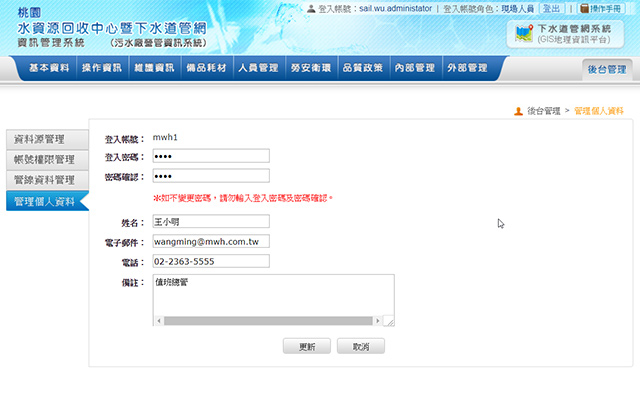 桃園
水資源回收中心暨下水道管網
資訊管理系統 (污水廠營管資訊系統)
登入帳號：sail.wu.administator | 登入帳號角色：現場人員 | 登出 | 操作手冊
下水道管網系統
(GIS地理資訊平台)
基本資料 操作資訊 維護資訊 備品耗材 人員管理 勞安衛環 品質政策 內部管理 外部管理 後台管理
後台管理 > 管理個人資料
資料源管理
帳號權限管理
管線資料管理
管理個人資料
登入帳號： mwh1
登入密碼： ••••
密碼確認： ••••
※如不變更密碼，請勿輸入登入密碼及密碼確認。
姓名： 王小明
電子郵件： wangming@mwh.com.tw
電話： 02-2363-5555
備註： 值班總管
更新 取消